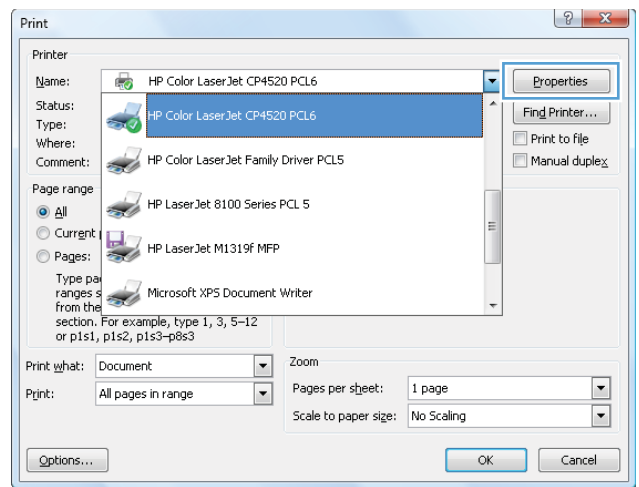 Print
Printer
Name: HP Color LaserJet CP4520 PCL6 Properties
Status: HP Color LaserJet CP4520 PCL6 Find Printer...
Type:
Where: Print to file
Comment: HP Color LaserJet Family Driver PCL5 Manual duplex
Page range
All HP LaserJet 8100 Series PCL 5
Current
Pages: HP LaserJet M1319f MFP
Type
ranges Microsoft XPS Document Writer
from the
section. For example, type 1, 3, 5–12
or p1s1, p1s2, p1s3–p8s3
Print what: Document Zoom
Print: All pages in range Pages per sheet: 1 page
Scale to paper size: No Scaling
Options... OK Cancel